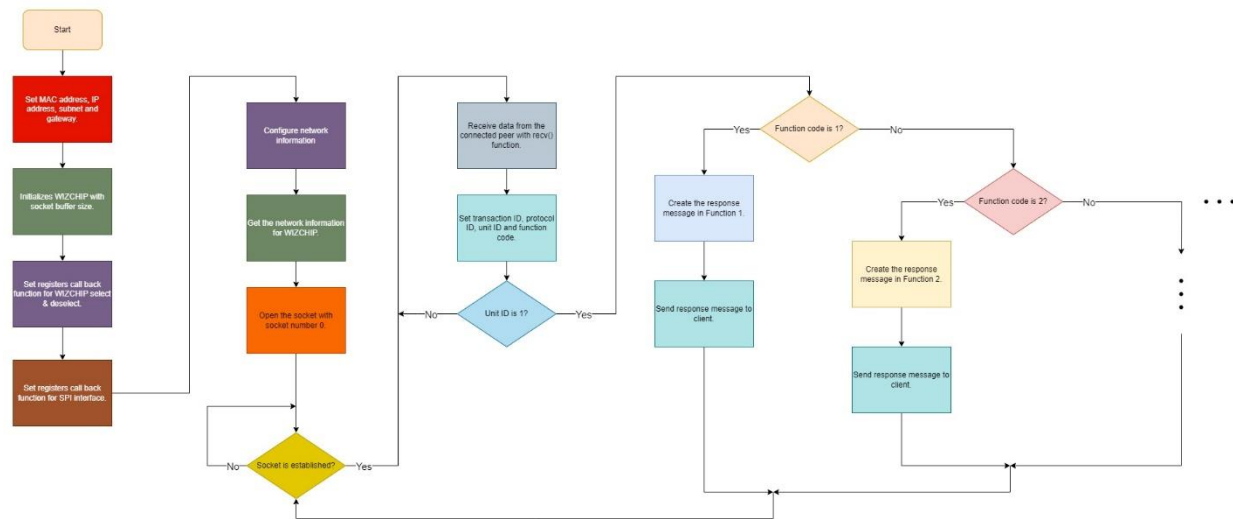 Start
Set MAC address, IP
address, subnet and
gateway.
Initializes WIZCHIP with
socket buffer size.
Set registers call back
function for WIZCHIP select
& deselect.
Set registers call back
function for SPI interface.
Configure network
information
Get the network information
for WIZCHIP.
Open the socket with
socket number 0.
Socket is established?
No
Yes
Receive data from the
connected peer with recv()
function.
Set transaction ID, protocol
ID, unit ID and function
code.
Unit ID is 1?
No
Yes
Function code is 1?
Yes
No
Create the response
message in Function 1.
Send response message to
client.
Function code is 2?
Yes
No
Create the response
message in Function 2.
Send response message to
client.